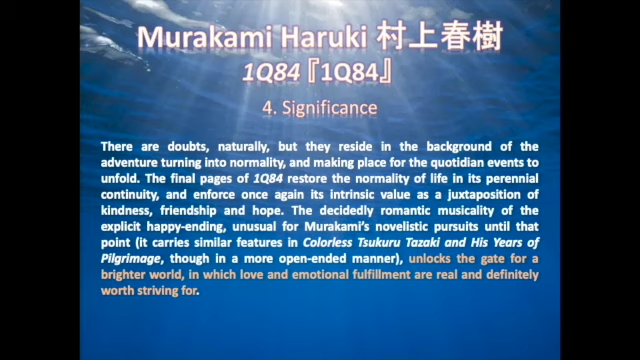 Murakami Haruki 村上春樹
1Q84『1Q84』
4. Significance
There are doubts, naturally, but they reside in the background of the
adventure turning into normality, and making place for the quotidian events to
unfold. The final pages of 1Q84 restore the normality of life in its perennial
continuity, and enforce once again its intrinsic value as a juxtaposition of
kindness, friendship and hope. The decidedly romantic musicality of the
explicit happy-ending, unusual for Murakami's novelistic pursuits until that
point (it carries similar features in Colorless Tsukuru Tazaki and His Years of
Pilgrimage, though in a more open-ended manner), unlocks the gate for a
brighter world, in which love and emotional fulfillment are real and definitely
worth striving for.